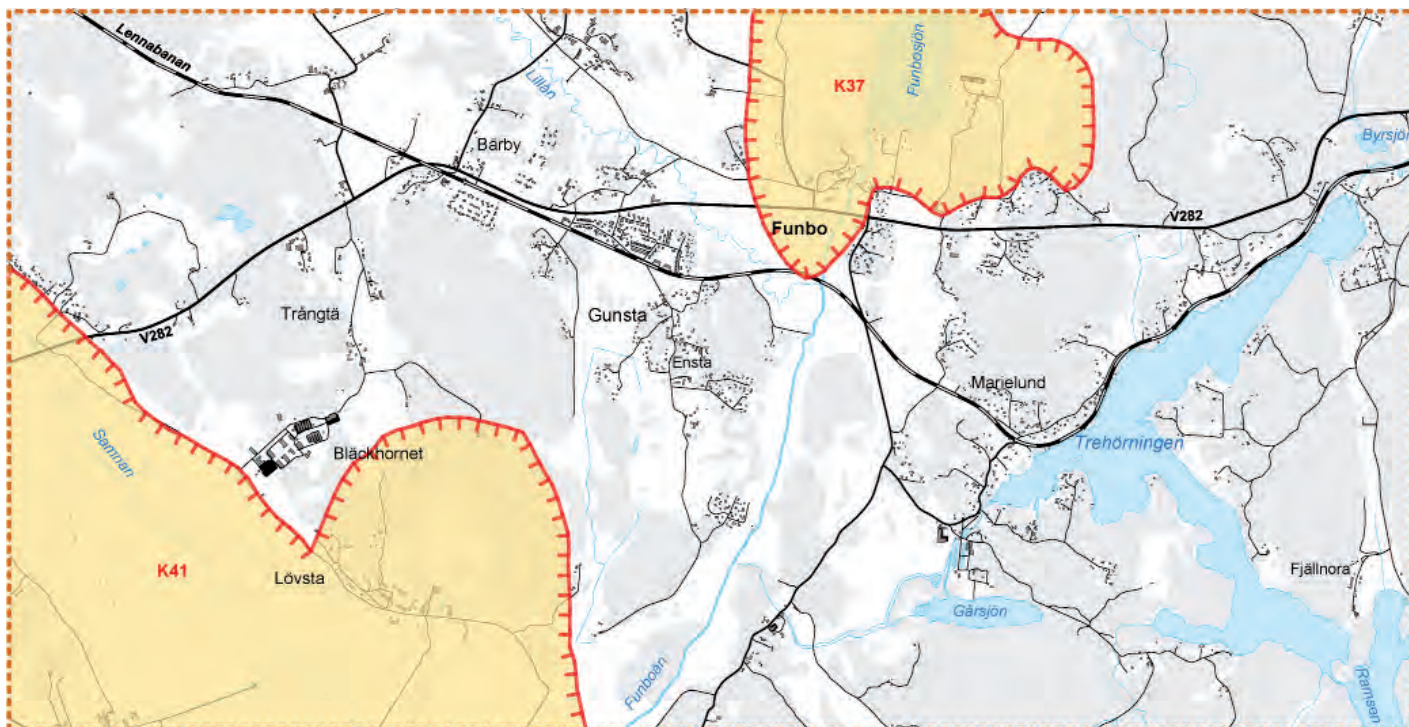 Lennabanan
Lillån
K37
Funbosjön
Byrsjön
Bärby
V282
Funbo
Trångtä
V282
Gunsta
Ensta
Marielund
Samnan
Bläckhornet
Trehörningen
K41
Lövsta
Fjällnora
Gårsjön
Funboån
Ramsen